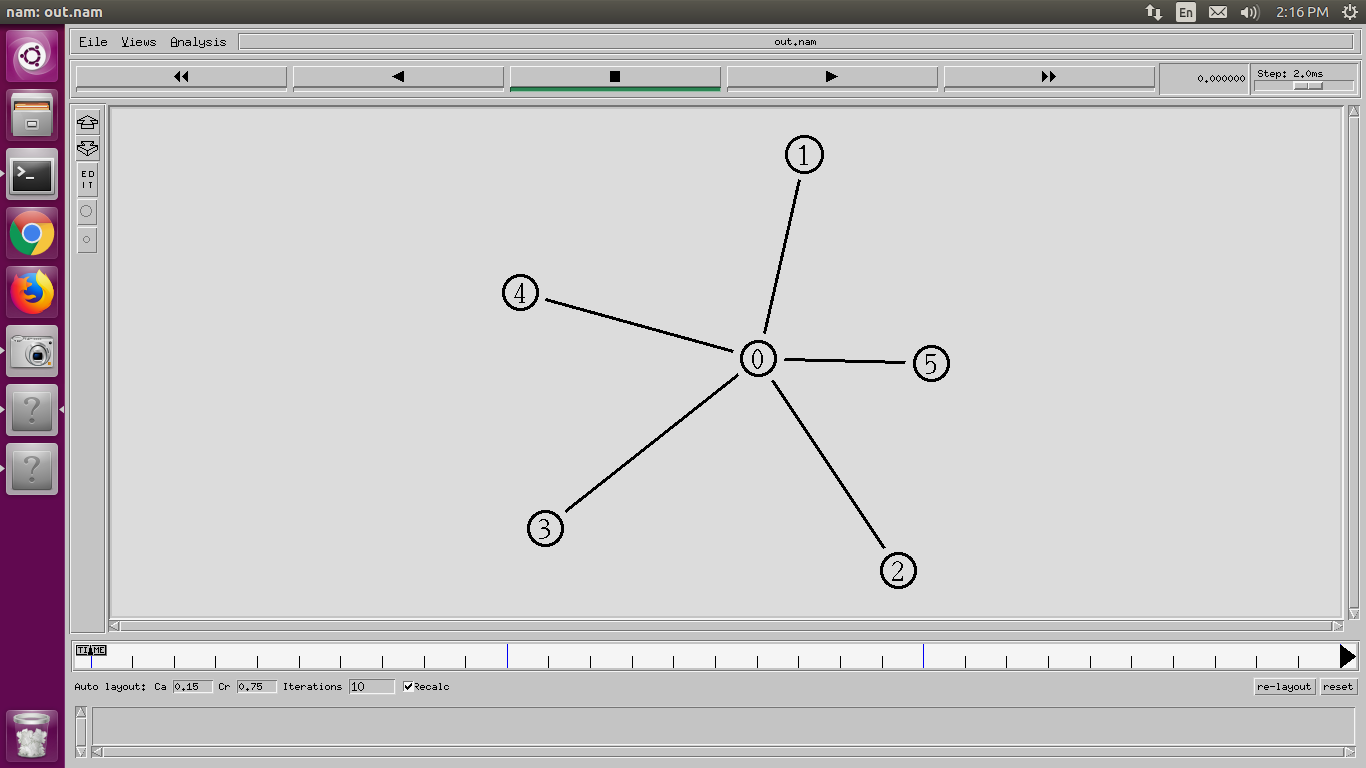 nam: out.nam
En
2:16 PM
File Views Analysis
out.nam
0.000000
Step: 2.0ms
ED
IT
1
4
0
5
3
2
TIME
Auto layout: Ca 0.15 Cr 0.75 Iterations 10 Recalc
re-layout reset